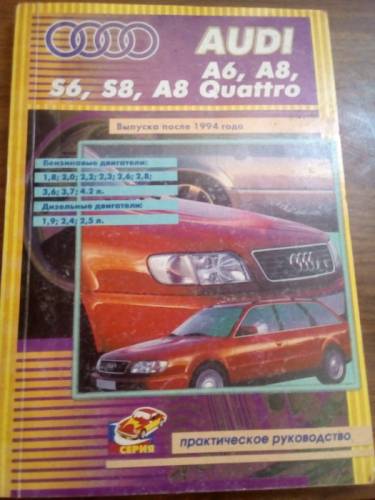 AUDI
A6, A8,
S6, S8, A8 Quattro
Выпуска после 1994 года
Бензиновые двигатели:
1,8; 2,0; 2,2; 2,3; 2,6; 2,8;
3,6; 3,7; 4.2 л.
Дизельные двигатели:
1,9; 2,4; 2,5 л.
СЕРИЯ
практическое руководство